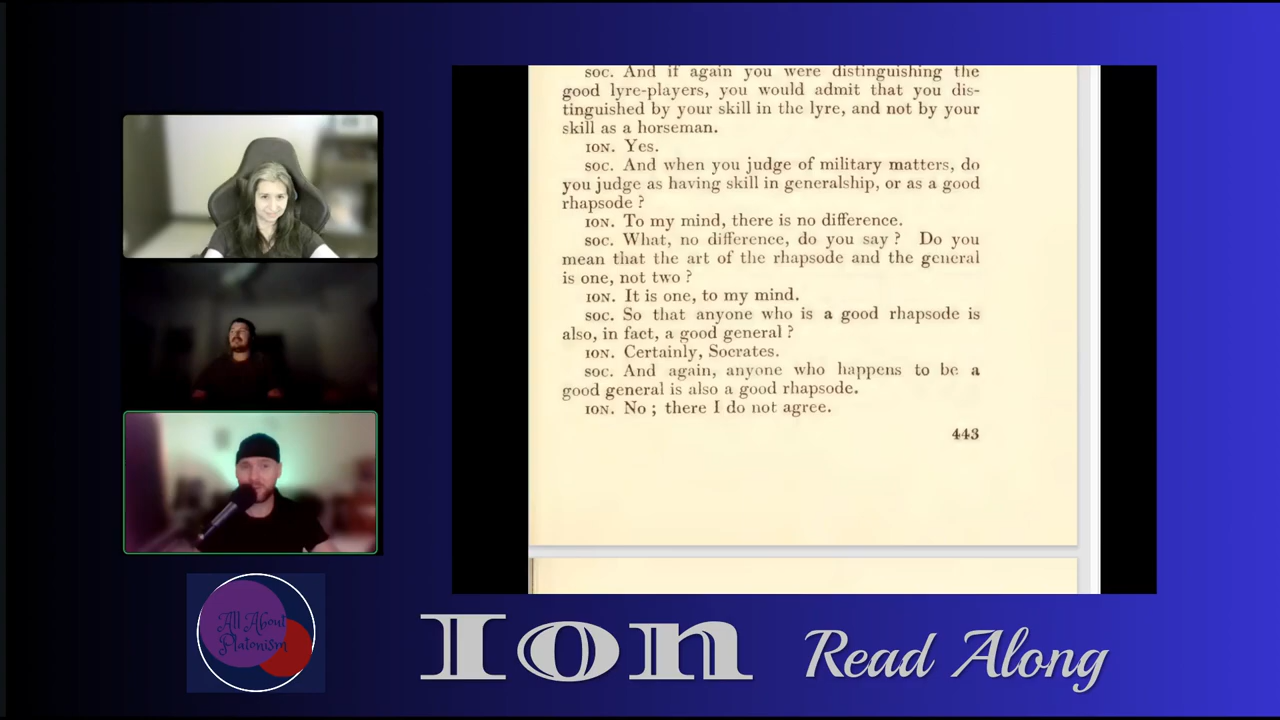 soc. And if again you were distinguishing the
good lyre-players, you would admit that you dis-
tinguished by your skill in the lyre, and not by your
skill as a horseman.
ION. Yes.
soc. And when you judge of military matters, do
you judge as having skill in generalship, or as a good
rhapsode ?
ION. To my mind, there is no difference.
soc. What, no difference, do you say ? Do you
mean that the art of the rhapsode and the general
is one, not two ?
ION. It is one, to my mind.
soc. So that anyone who is a good rhapsode is
also, in fact, a good general ?
ION. Certainly, Socrates.
soc. And again, anyone who happens to be a
good general is also a good rhapsode.
ION. No ; there I do not agree.
443
All About
Platonism
Ion Read Along